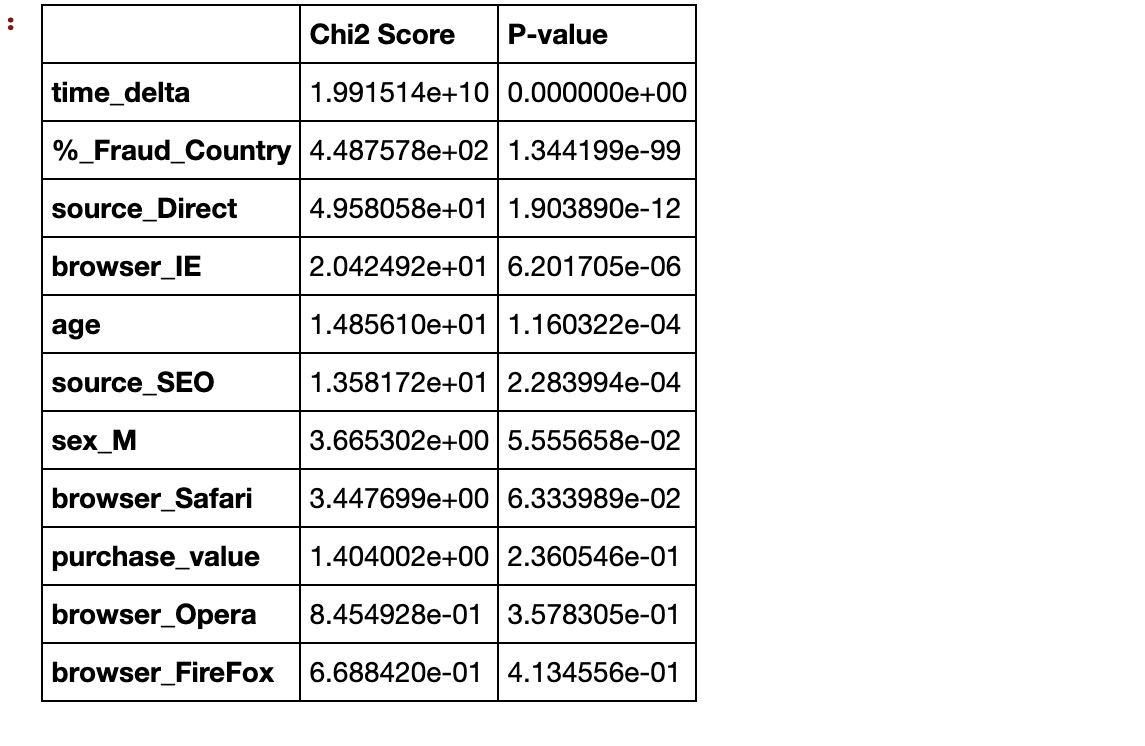 :
Chi2 Score P-value
time_delta 1.991514e+10 0.000000e+00
%_Fraud_Country 4.487578e+02 1.344199e-99
source_Direct 4.958058e+01 1.903890e-12
browser_IE 2.042492e+01 6.201705e-06
age 1.485610e+01 1.160322e-04
source_SEO 1.358172e+01 2.283994e-04
sex_M 3.665302e+00 5.555658e-02
browser_Safari 3.447699e+00 6.333989e-02
purchase_value 1.404002e+00 2.360546e-01
browser_Opera 8.454928e-01 3.578305e-01
browser_FireFox 6.688420e-01 4.134556e-01